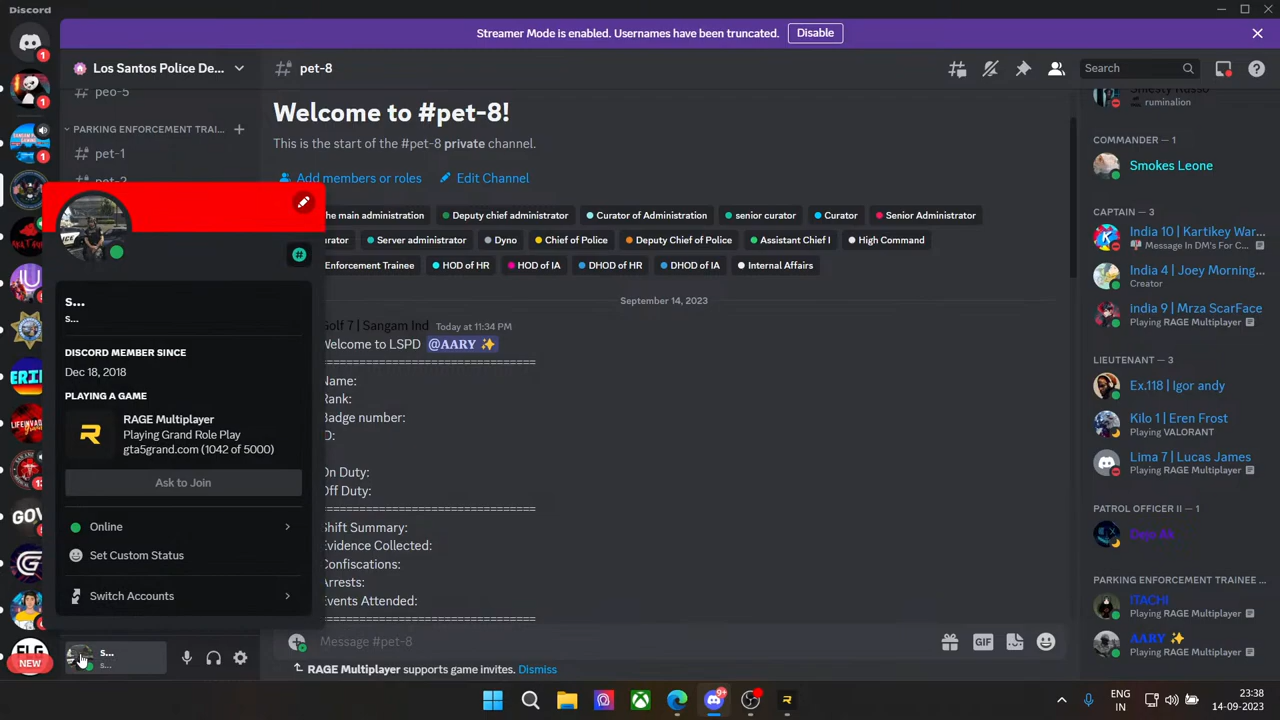 Discord
Streamer Mode is enabled. Usernames have been truncated.
Disable
Los Santos Police De...
pet-8
Search
peo-5
PARKING ENFORCEMENT TRAI...
pet-1
pet-2
Welcome to #pet-8!
This is the start of the #pet-8 private channel.
Add members or roles
Edit Channel
he main administration
Deputy chief administrator
Curator of Administration
senior curator
Curator
Senior Administrator
Server administrator
Dyno
Chief of Police
Deputy Chief of Police
Assistant Chief I
High Command
Enforcement Trainee
HOD of HR
HOD of IA
DHOD of HR
DHOD of IA
Internal Affairs
September 14, 2023
Golf 7 | Sangam Ind Today at 11:34 PM
Welcome to LSPD @AARY ✨
========================================
Name:
Rank:
Badge number:
D:
On Duty:
Off Duty:
========================================
Shift Summary:
Evidence Collected:
Confiscations:
Arrests:
Events Attended:
========================================
Message #pet-8
GIF
RAGE Multiplayer supports game invites. Dismiss
s...
s...
DISCORD MEMBER SINCE
Dec 18, 2018
PLAYING A GAME
RAGE Multiplayer
Playing Grand Role Play
gta5grand.com (1042 of 5000)
Ask to Join
Online
Set Custom Status
Switch Accounts
s...
s...
NEW
rumination
COMMANDER — 1
Smokes Leone
CAPTAIN — 3
India 10 | Kartikey War...
Message In DM's For C...
India 4 | Joey Morning...
Creator
India 9 | Mrza ScarFace
Playing RAGE Multiplayer
LIEUTENANT — 3
Ex.118 | Igor andy
Kilo 1 | Eren Frost
Playing VALORANT
Lima 7 | Lucas James
Playing RAGE Multiplayer
PATROL OFFICER II — 1
PARKING ENFORCEMENT TRAINEE ...
ITACHI
Playing RAGE Multiplayer
AARY ✨
Playing RAGE Multiplayer
ENG
IN
23:38
14-09-2023